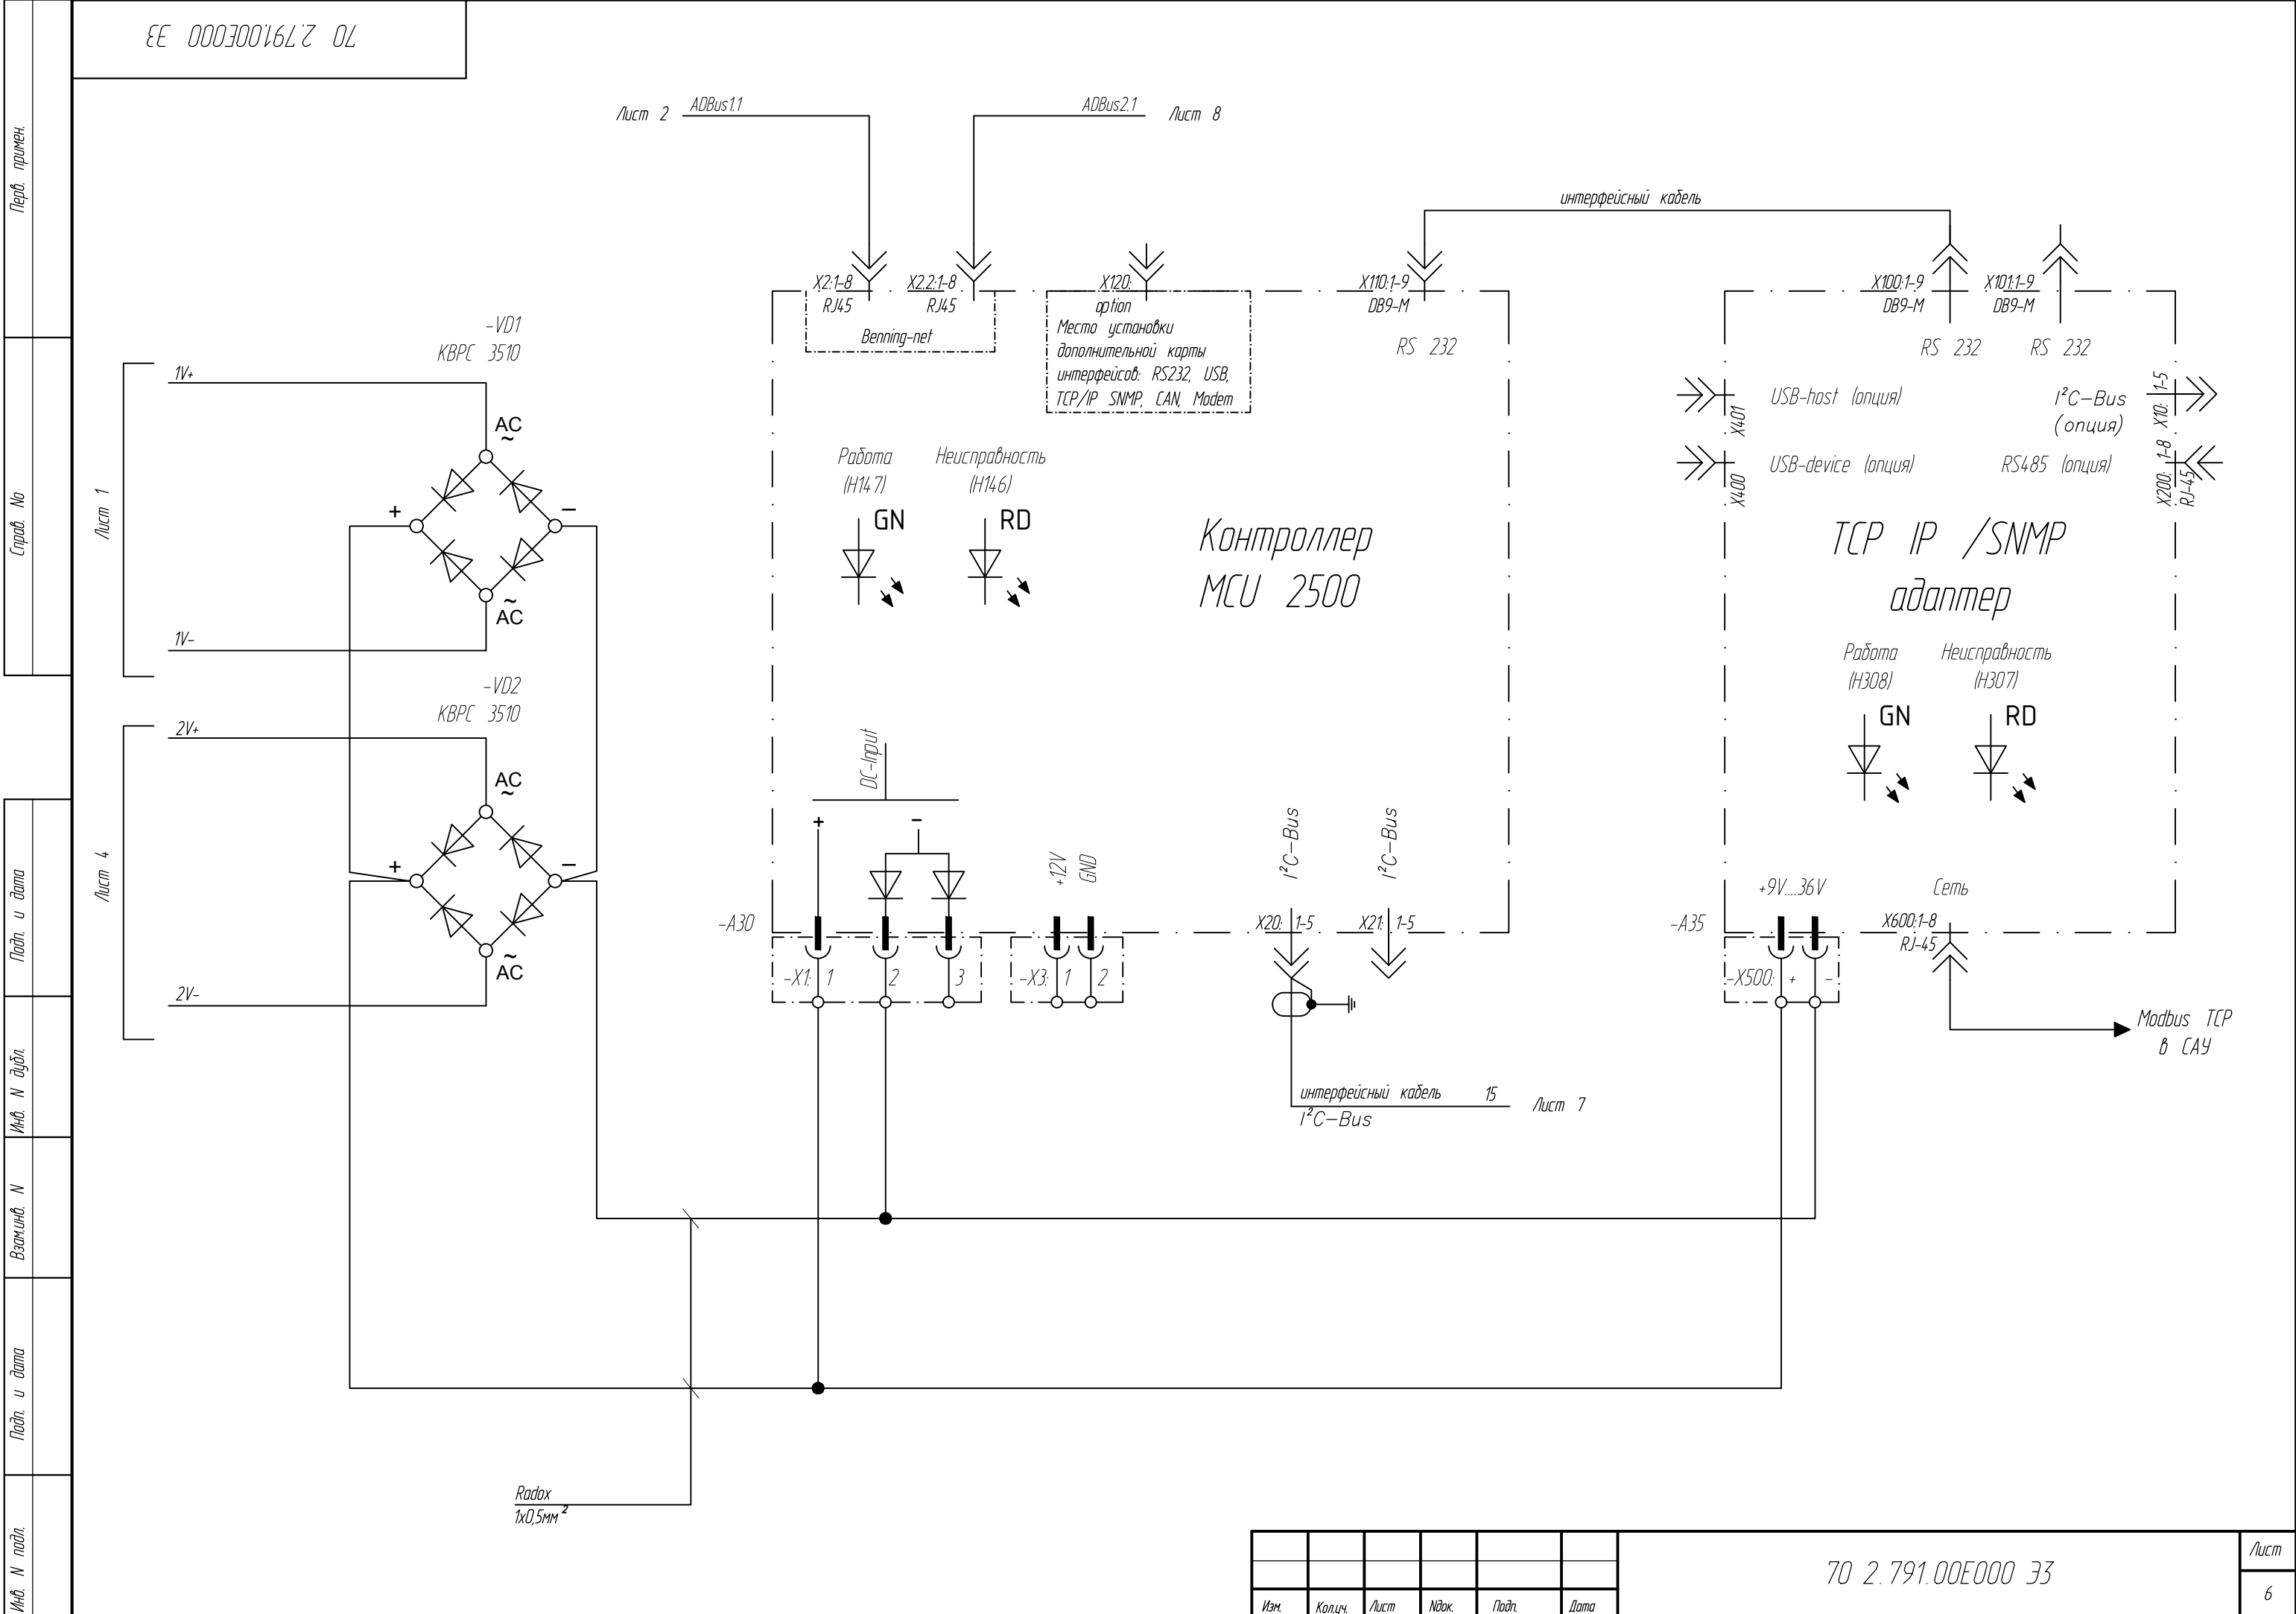 70 2.791.00E000 ЭЗ
Перв. примен.
Справ. No
Подп. и дата
Инв. N дубл.
Взам.инв. N
Подп. и дата
Инв. N подл.
Лист 2
ADBus1.1
ADBus2.1
Лист 8
интерфейсный кабель
X2:1-8
RJ45
X2.2:1-8
RJ45
Benning-net
X120:
option
Место установки
дополнительной карты
интерфейсов: RS232, USB,
TCP/IP SNMP, CAN, Modem
X110:1-9
DB9-M
RS 232
X100:1-9
DB9-M
RS 232
X101:1-9
DB9-M
RS 232
X401
USB-host (опция)
I²C-Bus
(опция)
X10: 1-5
X400
USB-device (опция)
RS485 (опция)
X200: 1-8
RJ-45
Лист 1
1V+
1V-
-VD1
KBPC 3510
AC
~
+
-
~
AC
Лист 4
2V+
2V-
-VD2
KBPC 3510
AC
~
+
-
~
AC
Работа
(H147)
GN
Неисправность
(H146)
RD
Контроллер
MCU 2500
TCP IP /SNMP
адаптер
Работа
(H308)
GN
Неисправность
(H307)
RD
DC-Input
+
-
+12V
GND
I²C-Bus
I²C-Bus
-A30
X20: 1-5
X21: 1-5
-X1: 1 2 3
-X3: 1 2
+9V....36V
Сеть
-A35
X600:1-8
RJ-45
-X500: + -
Modbus TCP
в САУ
интерфейсный кабель 15
I²C-Bus
Лист 7
Radox
1x0,5мм²
Изм. Кол.уч. Лист Nдок. Подп. Дата
70 2.791.00E000 ЭЗ
Лист
6